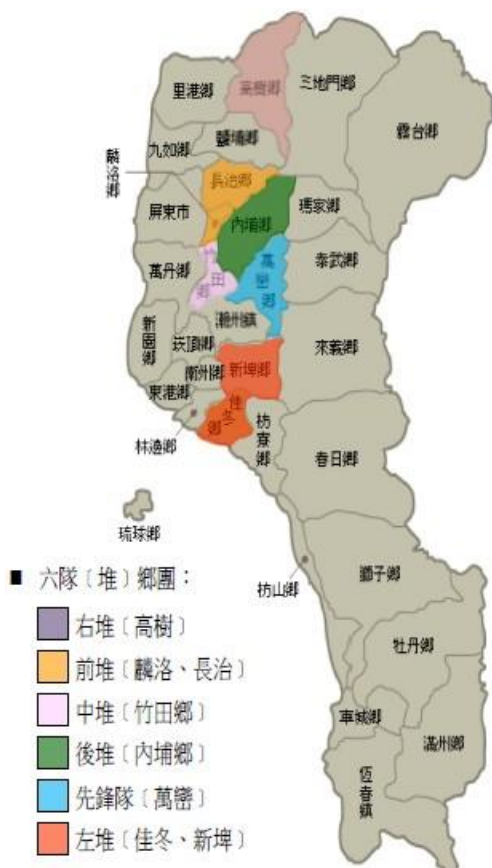 里港鄉
高樹鄉
三地門鄉
霧台鄉
九如鄉
鹽埔鄉
麟洛鄉
長治鄉
屏東市
內埔鄉
瑪家鄉
萬丹鄉
竹田鄉
萬巒鄉
泰武鄉
潮州鎮
新園鄉
崁頂鄉
來義鄉
南州鄉
新埤鄉
東港鄉
佳冬鄉
枋寮鄉
林邊鄉
春日鄉
琉球鄉
■ 六隊〔堆〕鄉團：
枋山鄉
獅子鄉
右堆〔高樹〕
前堆〔麟洛、長治〕
牡丹鄉
中堆〔竹田鄉〕
車城鄉
後堆〔內埔鄉〕
滿州鄉
先鋒隊〔萬巒〕
恆春鎮
左堆〔佳冬、新埤〕